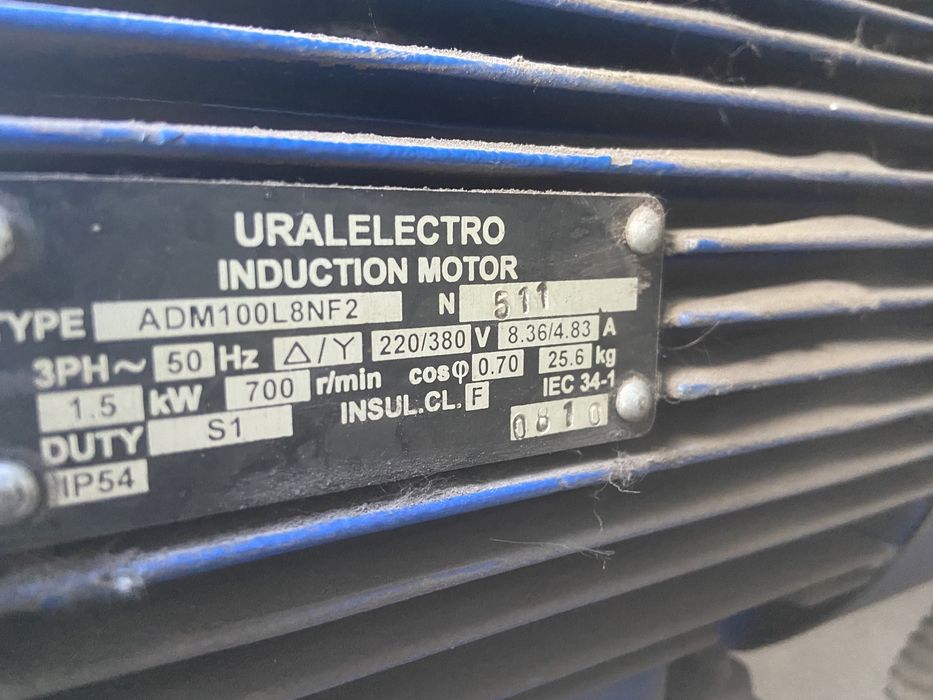 URALELECTRO
INDUCTION MOTOR
TYPE ADM100L8NF2 N 511
3PH~ 50 Hz △/Y 220/380 V 8.36/4.83 A
1.5 kW 700 r/min cosφ 0.70 25.6 kg
DUTY S1 INSUL.CL. F IEC 34-1
IP54 0810